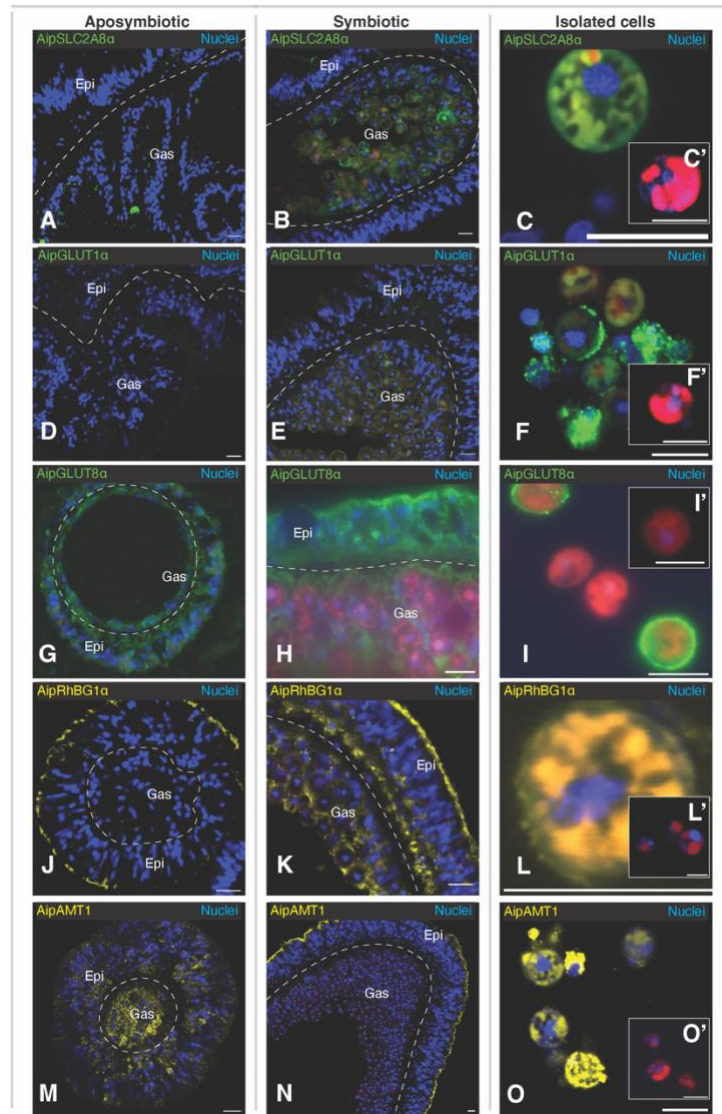 Aposymbiotic Symbiotic Isolated cells
AipSLC2A8α Nuclei AipSLC2A8α Nuclei AipSLC2A8α Nuclei
Epi Epi
Gas Gas
C’
A B C
AipGLUT1α Nuclei AipGLUT1α Nuclei AipGLUT1α Nuclei
Epi Epi
Gas Gas
F’
D E F
AipGLUT8α Nuclei AipGLUT8α Nuclei AipGLUT8α Nuclei
I’
Epi
Gas
Epi Gas
G H I
AipRhBG1α Nuclei AipRhBG1α Nuclei AipRhBG1α Nuclei
Epi
Gas Gas
L’
Epi
J K L
AipAMT1 Nuclei AipAMT1 Nuclei AipAMT1 Nuclei
Epi Epi
Gas Gas
O’
M N O